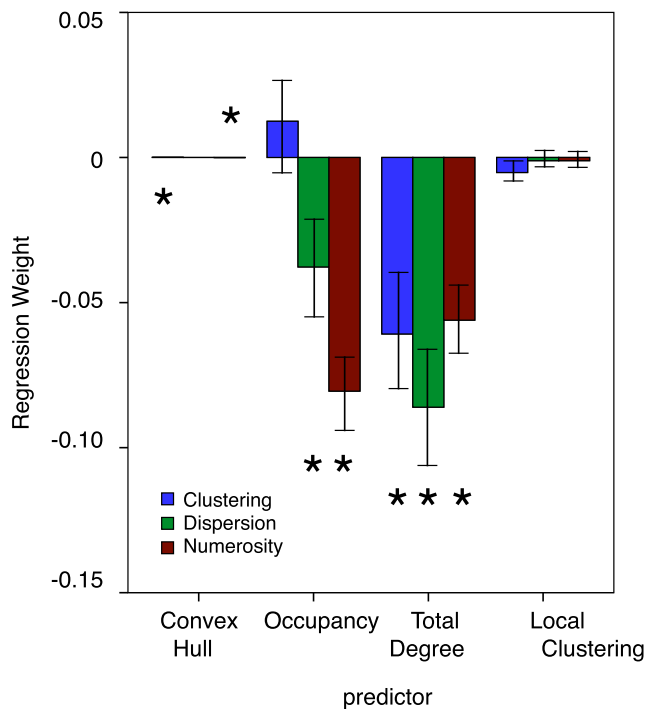 0.05
0
-0.05
-0.10
-0.15
Regression Weight
*
*
* *
* * *
Clustering
Dispersion
Numerosity
Convex
Hull
Occupancy
Total
Degree
Local
Clustering
predictor